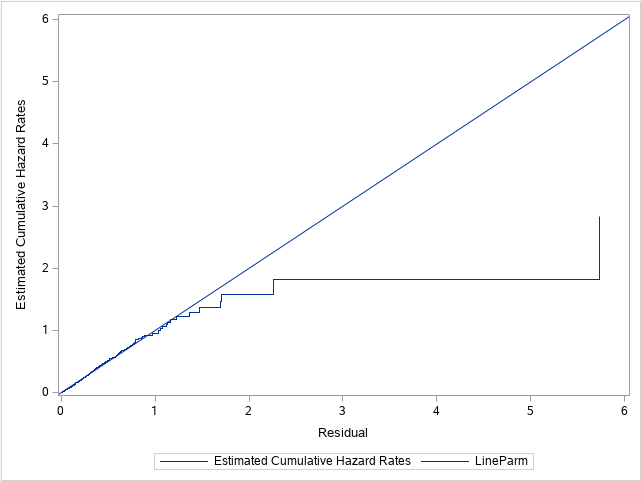 Estimated Cumulative Hazard Rates
6
5
4
3
2
1
0
0 1 2 3 4 5 6
Residual
Estimated Cumulative Hazard Rates LineParm